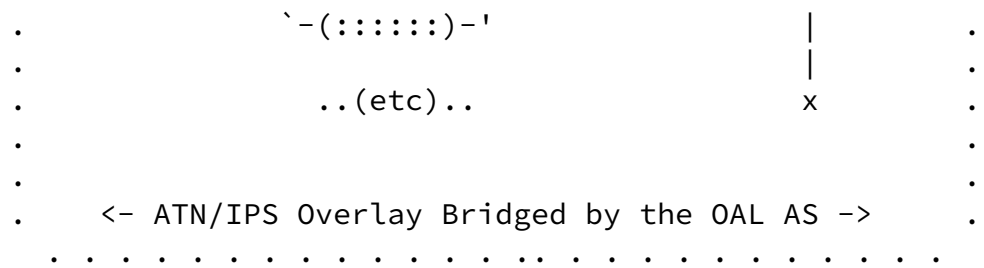 .               `-(::::::)-'                  |          .
.                                             |          .
.                 ..(etc)..                   x          .
.                                                        .
.                                                        .
.     <- ATN/IPS Overlay Bridged by the OAL AS ->        .
  . . . . . . . . . . . . . .. . . . . . . . . . . .